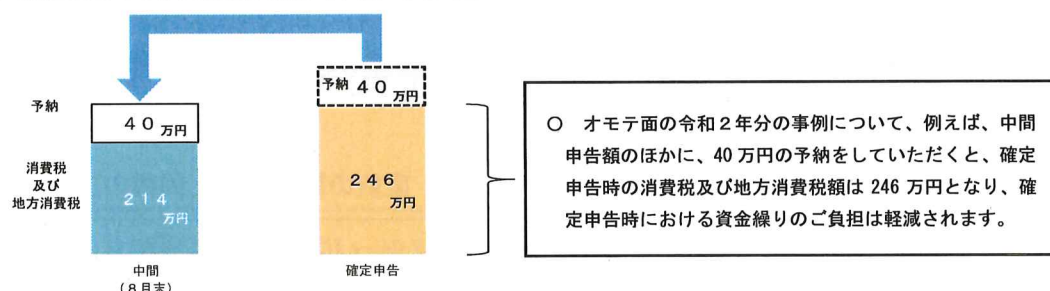 予納 40 万円
予納
40 万円
消費税
及び
地方消費税
214
万円
246
万円
中間
（8月末）
確定申告
○ オモテ面の令和２年分の事例について、例えば、中間
申告額のほかに、40 万円の予納をしていただくと、確定
申告時の消費税及び地方消費税額は 246 万円となり、確
定申告時における資金繰りのご負担は軽減されます。